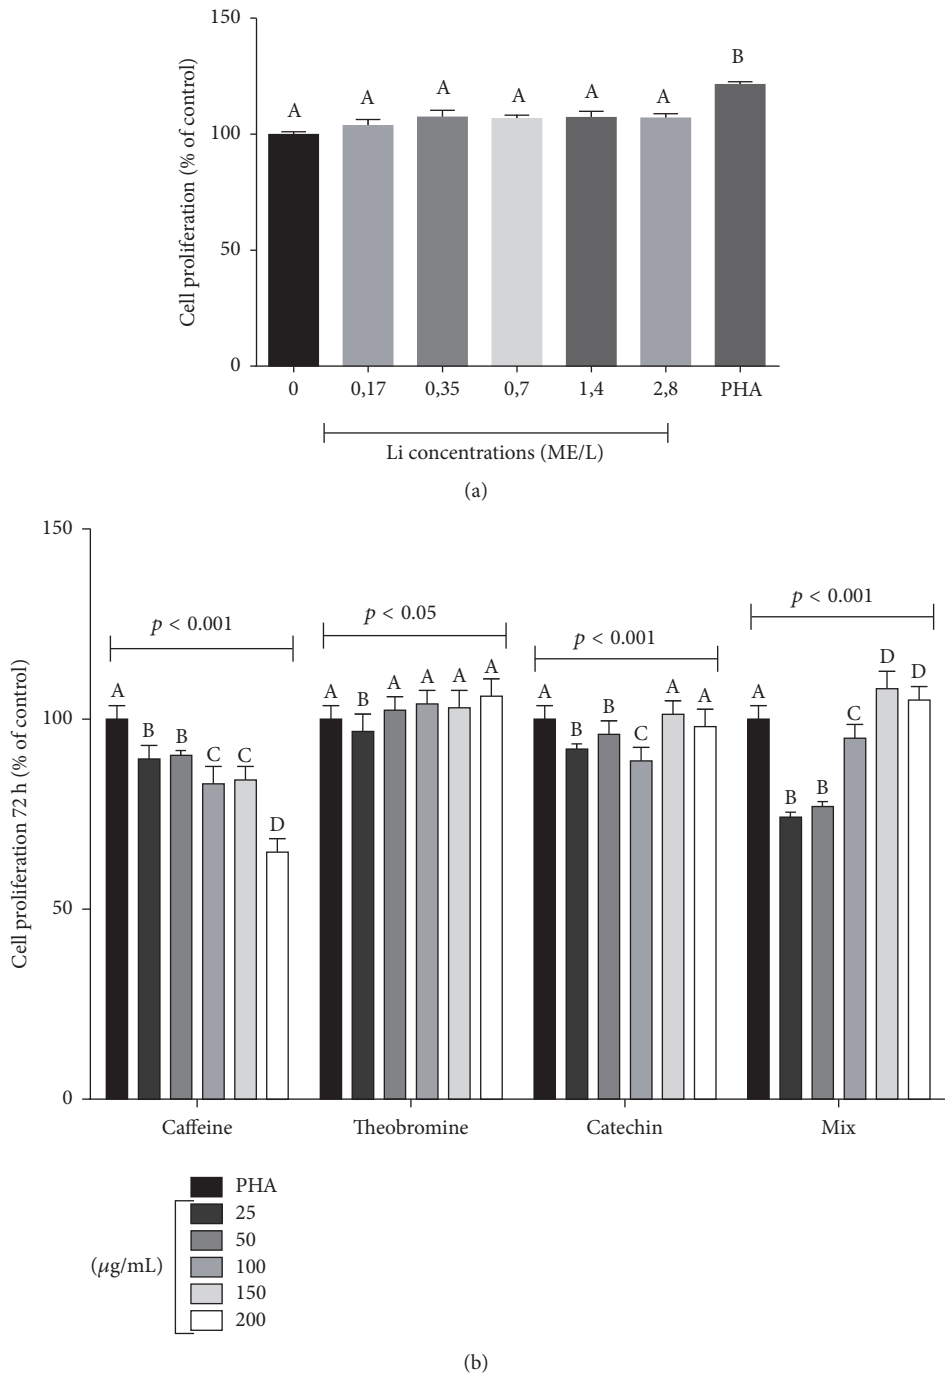 150
100
50
0
Cell proliferation (% of control)
A
A
A
A
A
A
B
0
0,17
0,35
0,7
1,4
2,8
PHA
Li concentrations (ME/L)
(a)
150
100
50
0
Cell proliferation 72 h (% of control)
p < 0.001
A
B
B
C
C
D
p < 0.05
A
B
A
A
A
A
p < 0.001
A
B
B
C
A
A
p < 0.001
A
B
B
C
D
D
Caffeine
Theobromine
Catechin
Mix
(μg/mL)
PHA
25
50
100
150
200
(b)